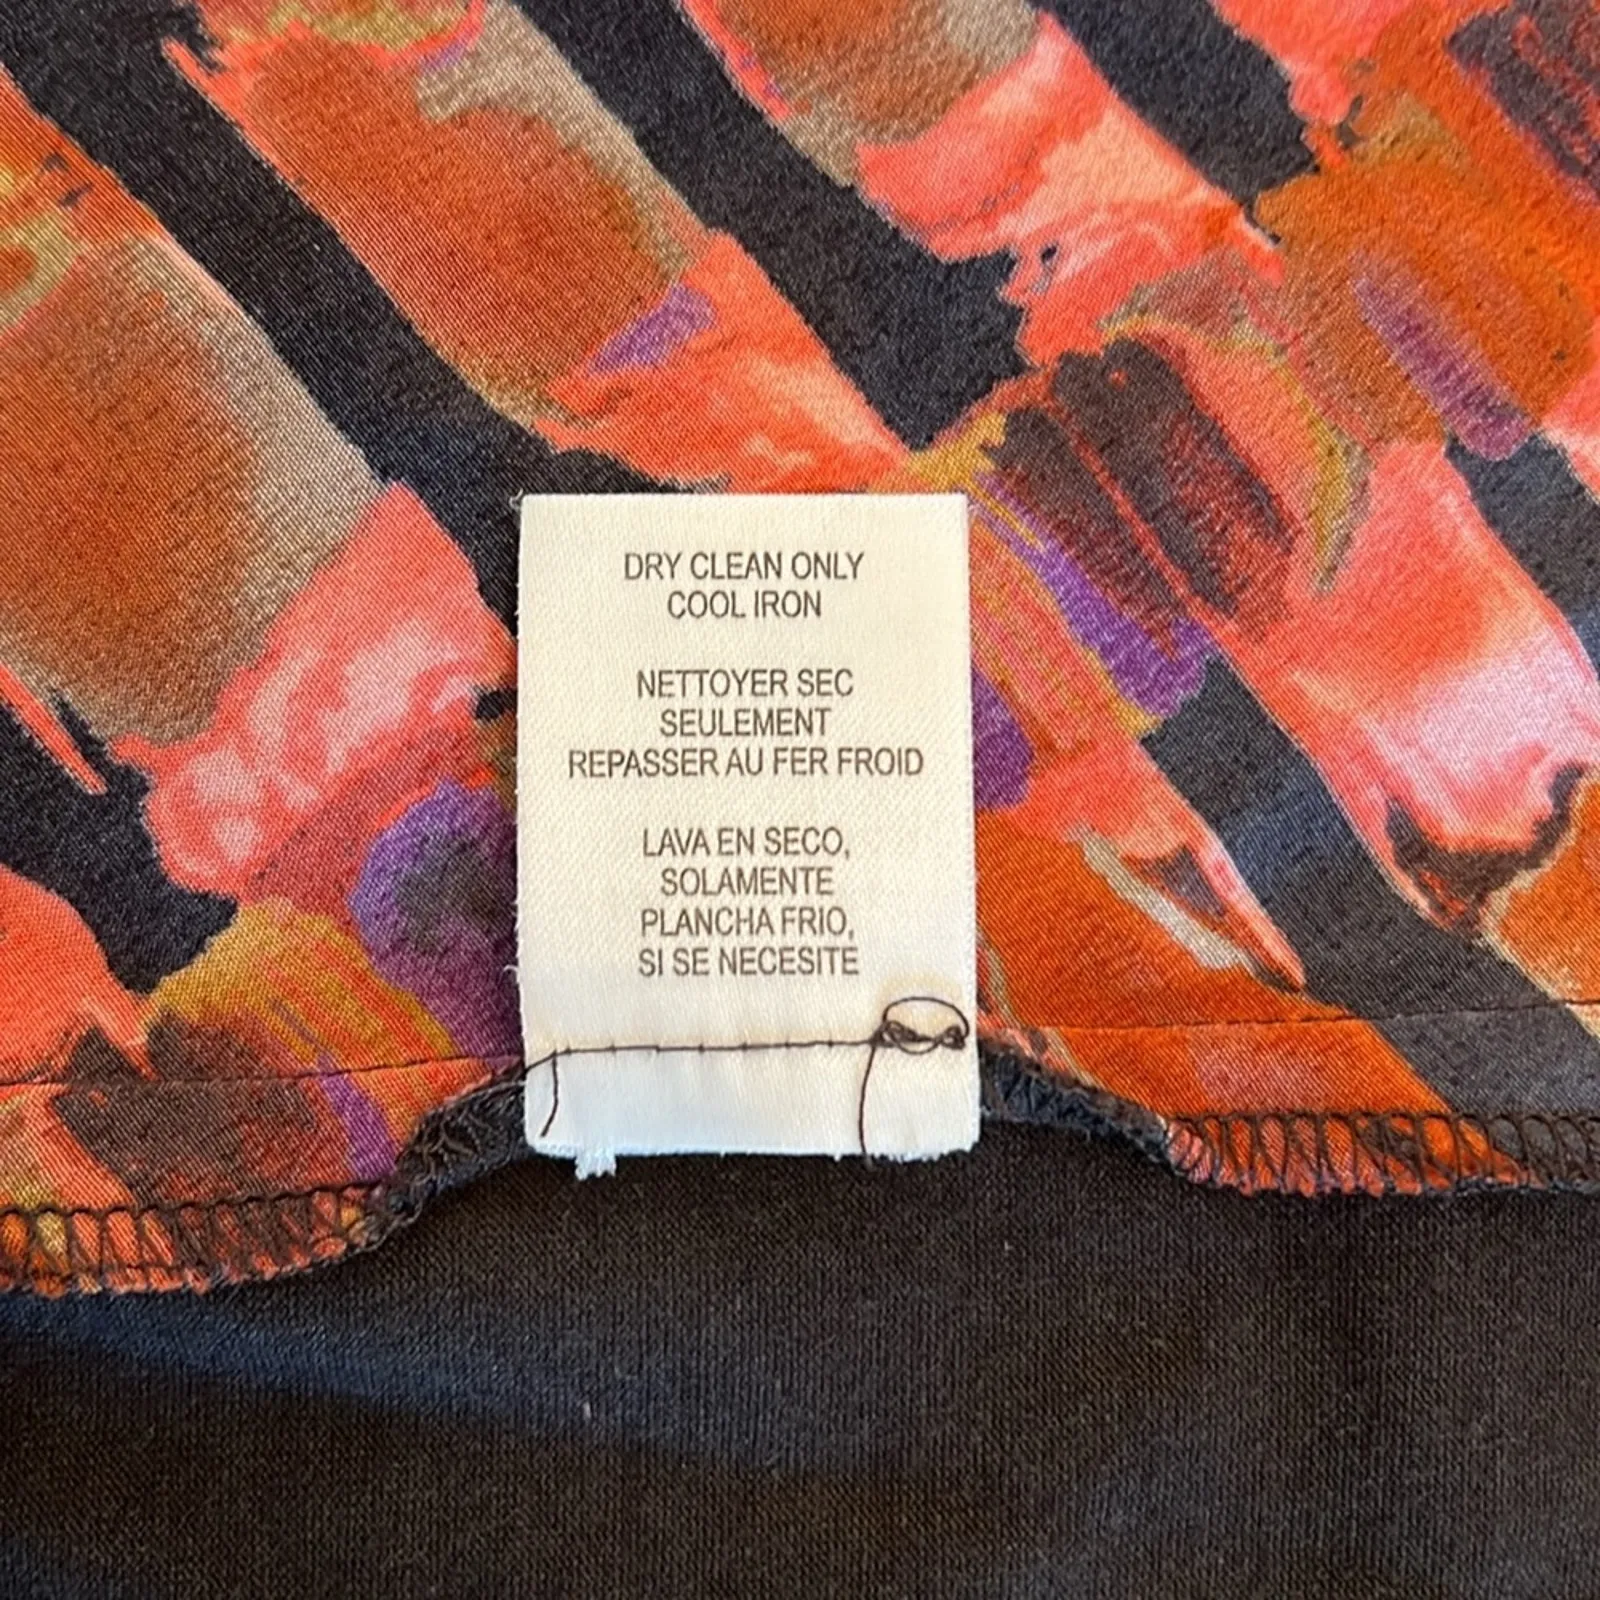 DRY CLEAN ONLY
COOL IRON
NETTOYER SEC
SEULEMENT
REPASSER AU FER FROID
LAVA EN SECO,
SOLAMENTE
PLANCHA FRIO,
SI SE NECESITE